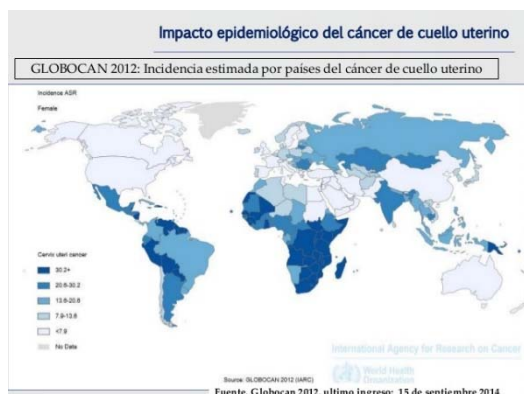 Impacto epidemiológico del cáncer de cuello uterino
GLOBOCAN 2012: Incidencia estimada por países del cáncer de cuello uterino
Incidence ASR
Female
Cervix uteri cancer
30.2+
20.6-30.2
13.6-20.6
7.9-13.6
<7.9
No Data
International Agency for Research on Cancer
World Health
Organization
Source: GLOBOCAN 2012 (IARC)
Fuente. Globocan 2012. ultimo ingreso: 15 de septiembre 2014